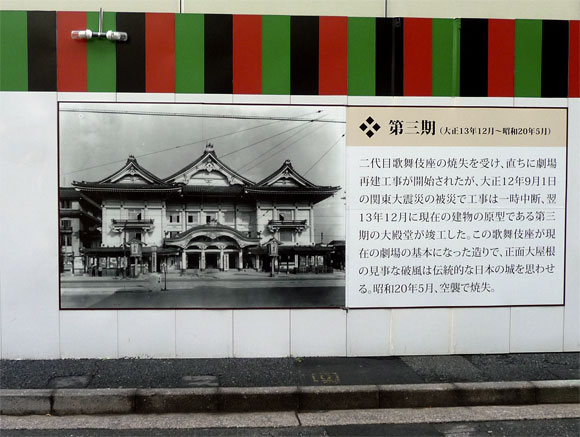 第三期（大正13年12月～昭和20年5月）
二代目歌舞伎座の焼失を受け、直ちに劇場
再建工事が開始されたが、大正12年9月1日
の関東大震災の被災で工事は一時中断、翌
13年12月に現在の建物の原型である第三
期の大殿堂が竣工した。この歌舞伎座が現
在の劇場の基本になった造りで、正面大屋根
の見事な破風は伝統的な日本の城を思わせ
る。昭和20年5月、空襲で焼失。